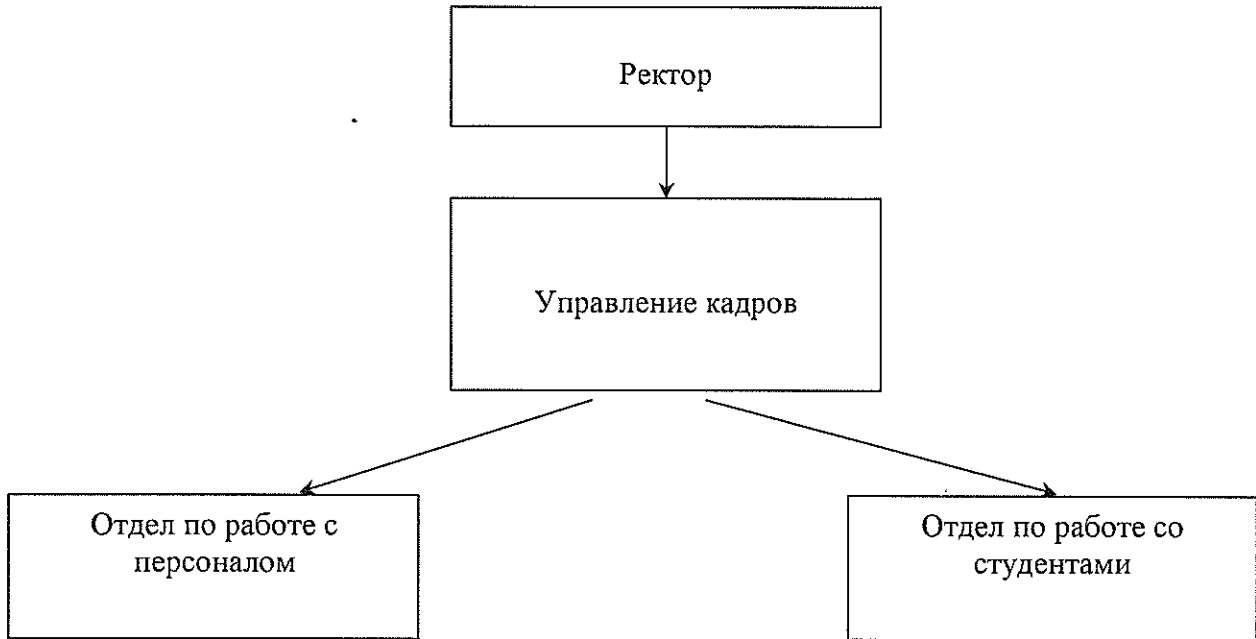 Ректор
Управление кадров
Отдел по работе с
персоналом
Отдел по работе со
студентами